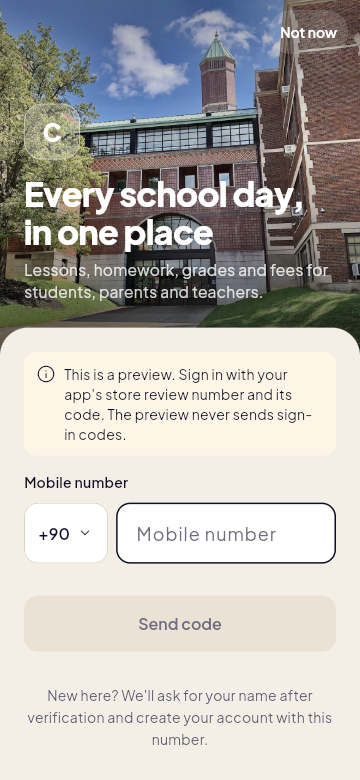 Not now
C
Every school day,
in one place
Lessons, homework, grades and fees for
students, parents and teachers.
This is a preview. Sign in with your
app's store review number and its
code. The preview never sends sign-
in codes.
Mobile number
+90
Mobile number
Send code
New here? We'll ask for your name after
verification and create your account with this
number.